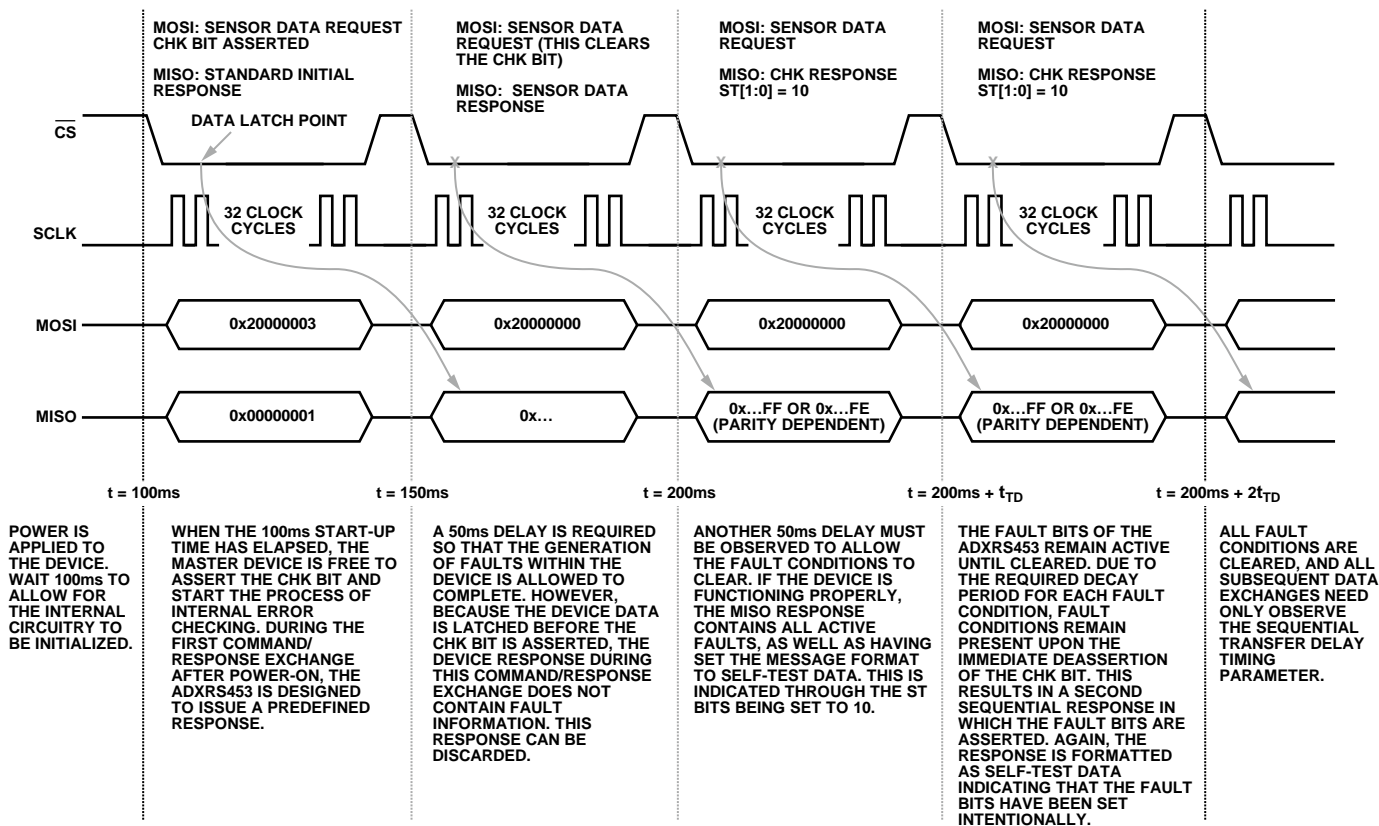 MOSI: SENSOR DATA REQUEST
CHK BIT ASSERTED
MISO: STANDARD INITIAL
RESPONSE
MOSI: SENSOR DATA
REQUEST (THIS CLEARS
THE CHK BIT)
MISO: SENSOR DATA
RESPONSE
MOSI: SENSOR DATA
REQUEST
MISO: CHK RESPONSE
ST[1:0] = 10
MOSI: SENSOR DATA
REQUEST
MISO: CHK RESPONSE
ST[1:0] = 10
CS
DATA LATCH POINT
X
X
X
SCLK
32 CLOCK
CYCLES
32 CLOCK
CYCLES
32 CLOCK
CYCLES
32 CLOCK
CYCLES
MOSI
0x20000003
0x20000000
0x20000000
0x20000000
MISO
0x00000001
0x...
0x...FF OR 0x...FE
(PARITY DEPENDENT)
0x...FF OR 0x...FE
(PARITY DEPENDENT)
t = 100ms
t = 150ms
t = 200ms
t = 200ms + tTD
t = 200ms + 2tTD
POWER IS
APPLIED TO
THE DEVICE.
WAIT 100ms TO
ALLOW FOR
THE INTERNAL
CIRCUITRY TO
BE INITIALIZED.
WHEN THE 100ms START-UP
TIME HAS ELAPSED, THE
MASTER DEVICE IS FREE TO
ASSERT THE CHK BIT AND
START THE PROCESS OF
INTERNAL ERROR
CHECKING. DURING THE
FIRST COMMAND/
RESPONSE EXCHANGE
AFTER POWER-ON, THE
ADXRS453 IS DESIGNED
TO ISSUE A PREDEFINED
RESPONSE.
A 50ms DELAY IS REQUIRED
SO THAT THE GENERATION
OF FAULTS WITHIN THE
DEVICE IS ALLOWED TO
COMPLETE. HOWEVER,
BECAUSE THE DEVICE DATA
IS LATCHED BEFORE THE
CHK BIT IS ASSERTED, THE
DEVICE RESPONSE DURING
THIS COMMAND/RESPONSE
EXCHANGE DOES NOT
CONTAIN FAULT
INFORMATION. THIS
RESPONSE CAN BE
DISCARDED.
ANOTHER 50ms DELAY MUST
BE OBSERVED TO ALLOW
THE FAULT CONDITIONS TO
CLEAR. IF THE DEVICE IS
FUNCTIONING PROPERLY,
THE MISO RESPONSE
CONTAINS ALL ACTIVE
FAULTS, AS WELL AS HAVING
SET THE MESSAGE FORMAT
TO SELF-TEST DATA. THIS IS
INDICATED THROUGH THE ST
BITS BEING SET TO 10.
THE FAULT BITS OF THE
ADXRS453 REMAIN ACTIVE
UNTIL CLEARED. DUE TO
THE REQUIRED DECAY
PERIOD FOR EACH FAULT
CONDITION, FAULT
CONDITIONS REMAIN
PRESENT UPON THE
IMMEDIATE DEASSERTION
OF THE CHK BIT. THIS
RESULTS IN A SECOND
SEQUENTIAL RESPONSE IN
WHICH THE FAULT BITS ARE
ASSERTED. AGAIN, THE
RESPONSE IS FORMATTED
AS SELF-TEST DATA
INDICATING THAT THE FAULT
BITS HAVE BEEN SET
INTENTIONALLY.
ALL FAULT
CONDITIONS ARE
CLEARED, AND ALL
SUBSEQUENT DATA
EXCHANGES NEED
ONLY OBSERVE
THE SEQUENTIAL
TRANSFER DELAY
TIMING
PARAMETER.